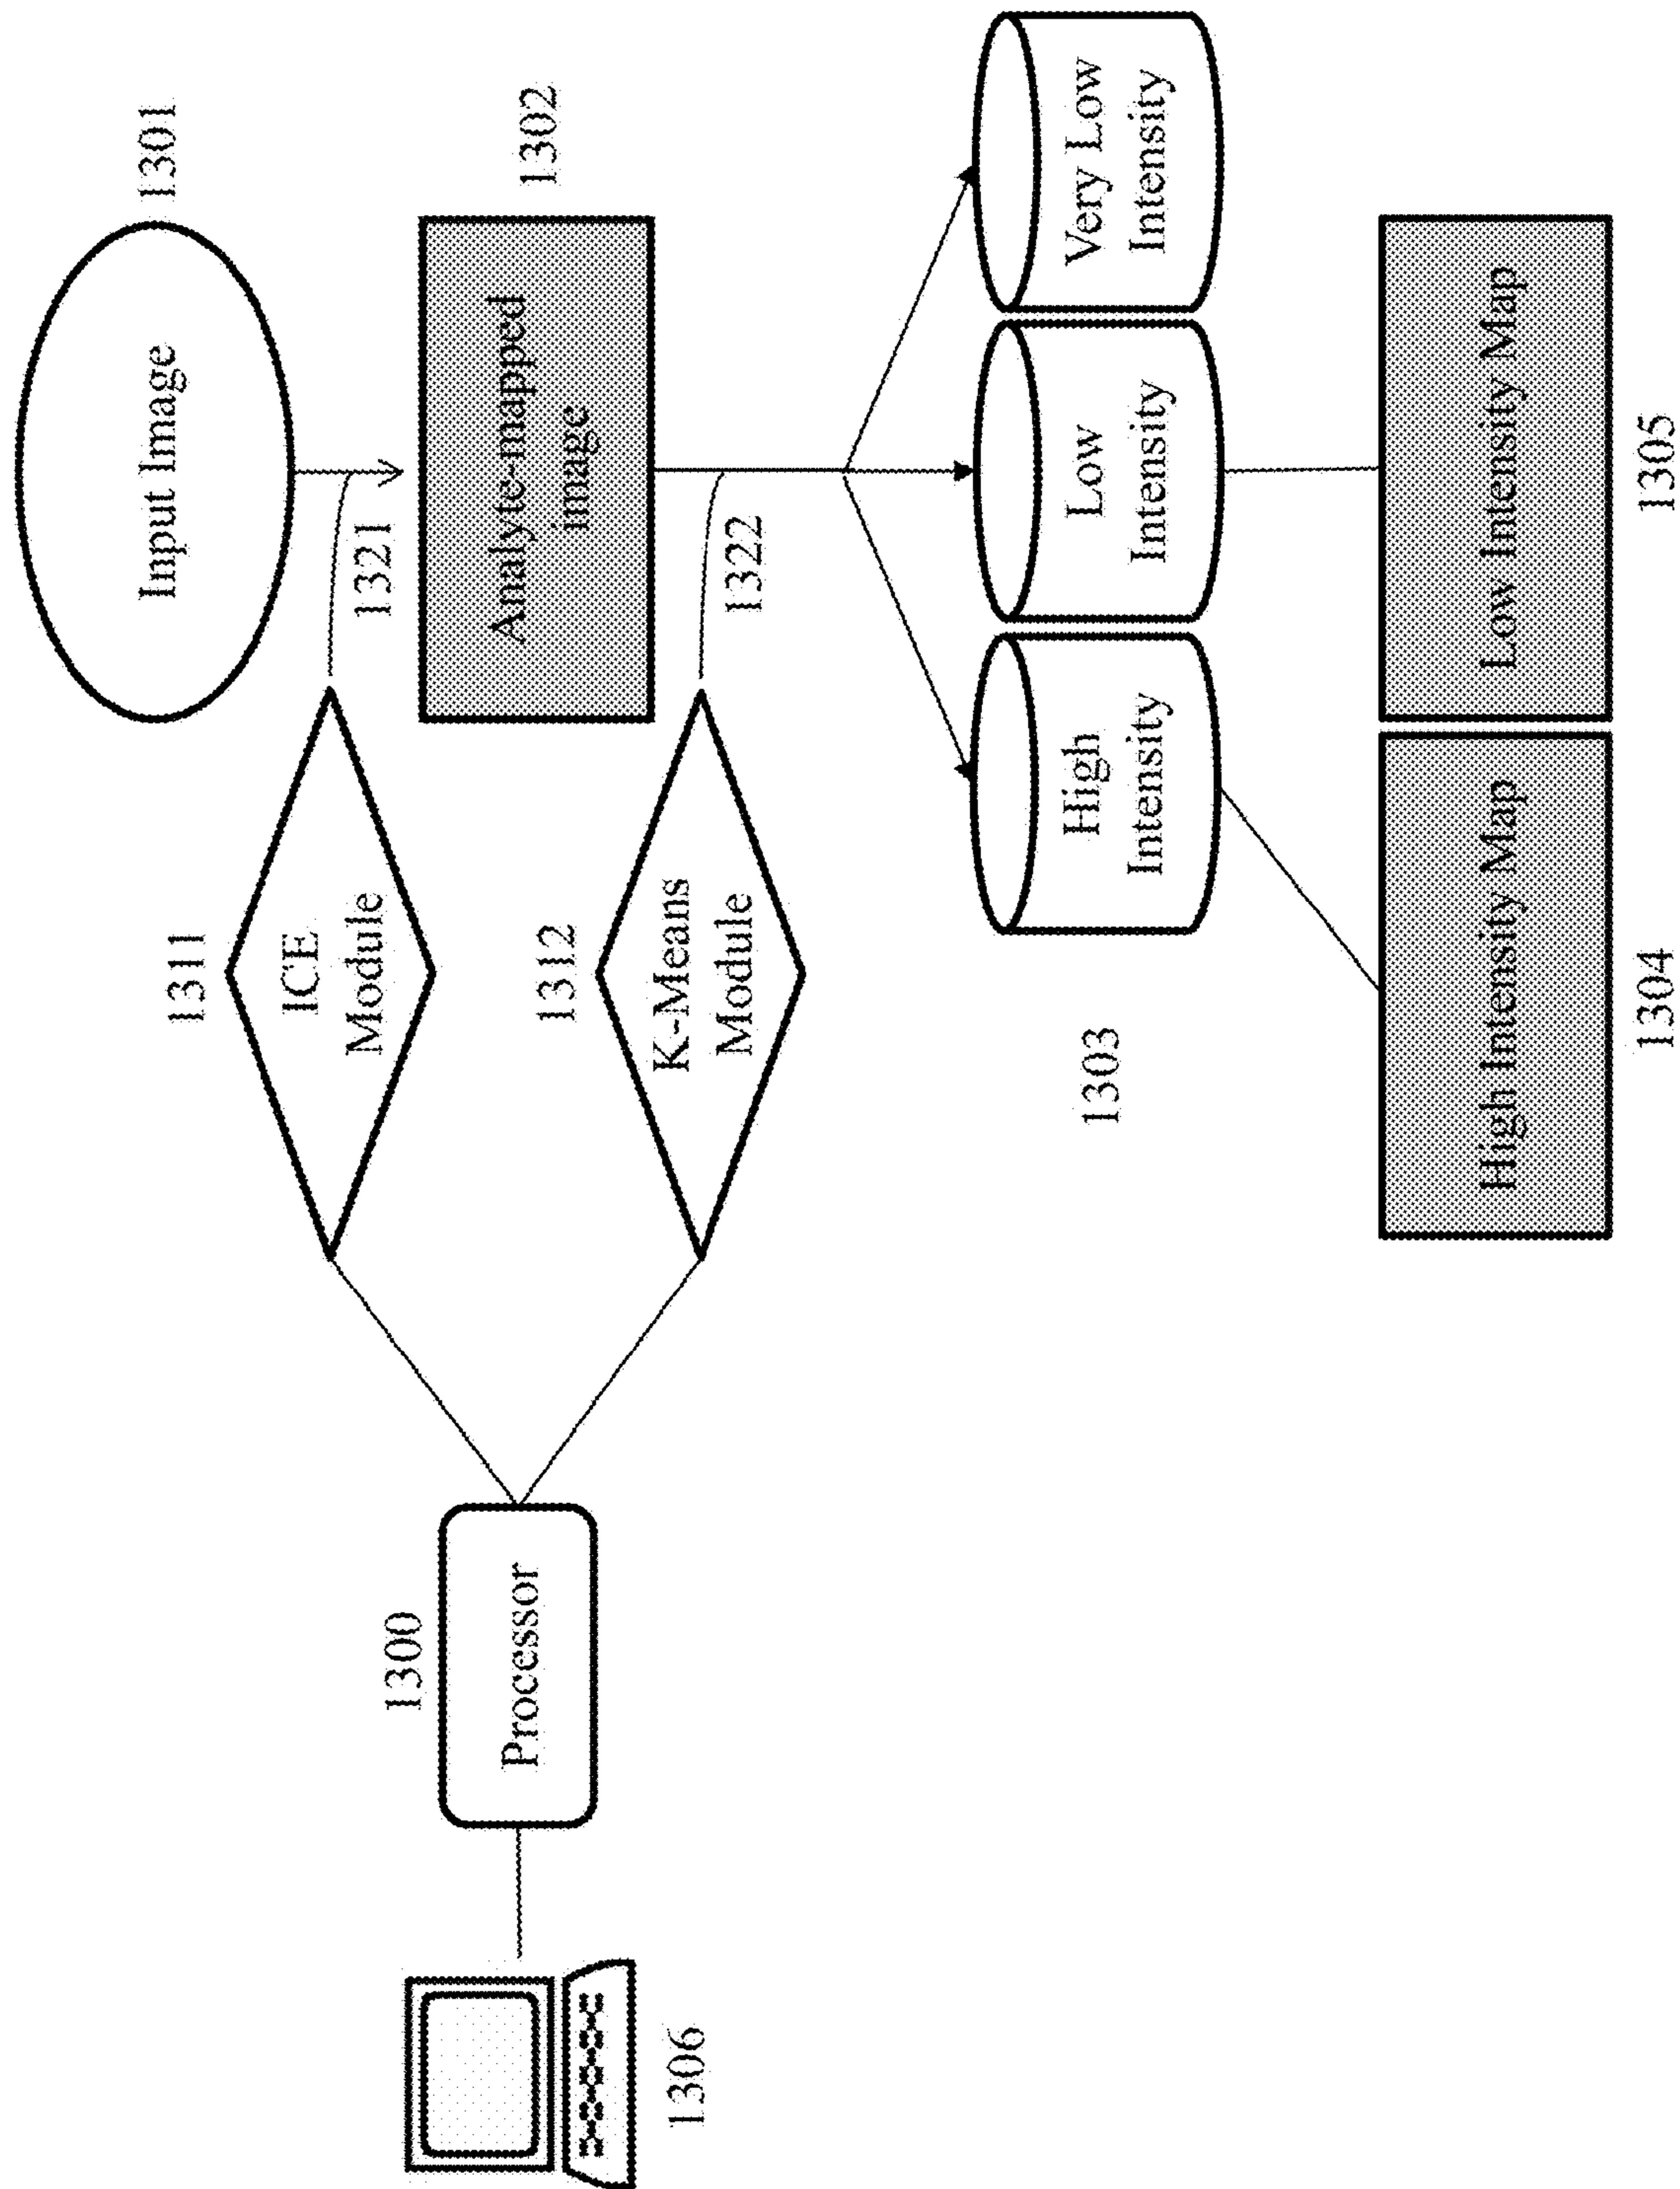 Input Image
1301
1311
ICE
Module
1321
Analyte-mapped
image
1302
1300
Processor
1312
K-Means
Module
1322
1306
1303
High
Intensity
Low
Intensity
Very Low
Intensity
High Intensity Map
1304
Low Intensity Map
1305